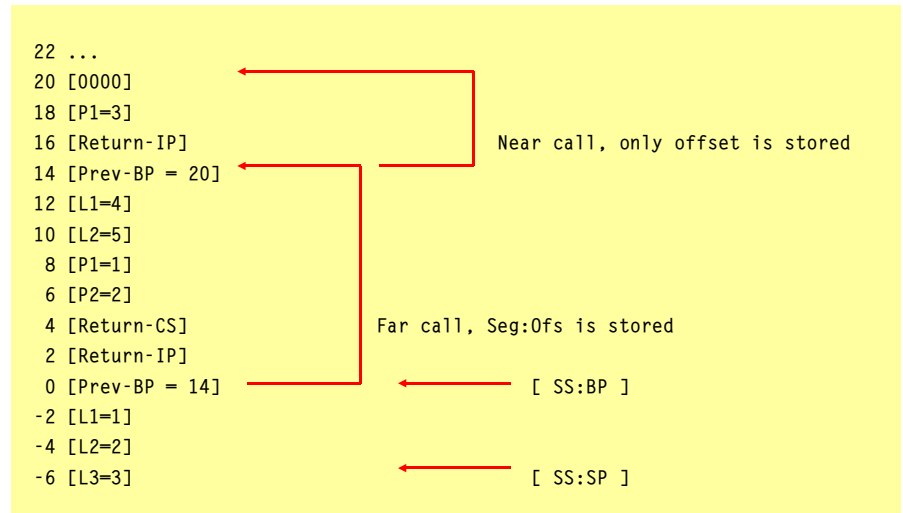 22 ...
20 [0000]
18 [P1=3]
16 [Return-IP] Near call, only offset is stored
14 [Prev-BP = 20]
12 [L1=4]
10 [L2=5]
8 [P1=1]
6 [P2=2]
4 [Return-CS] Far call, Seg:Ofs is stored
2 [Return-IP]
0 [Prev-BP = 14] [ SS:BP ]
-2 [L1=1]
-4 [L2=2]
-6 [L3=3] [ SS:SP ]